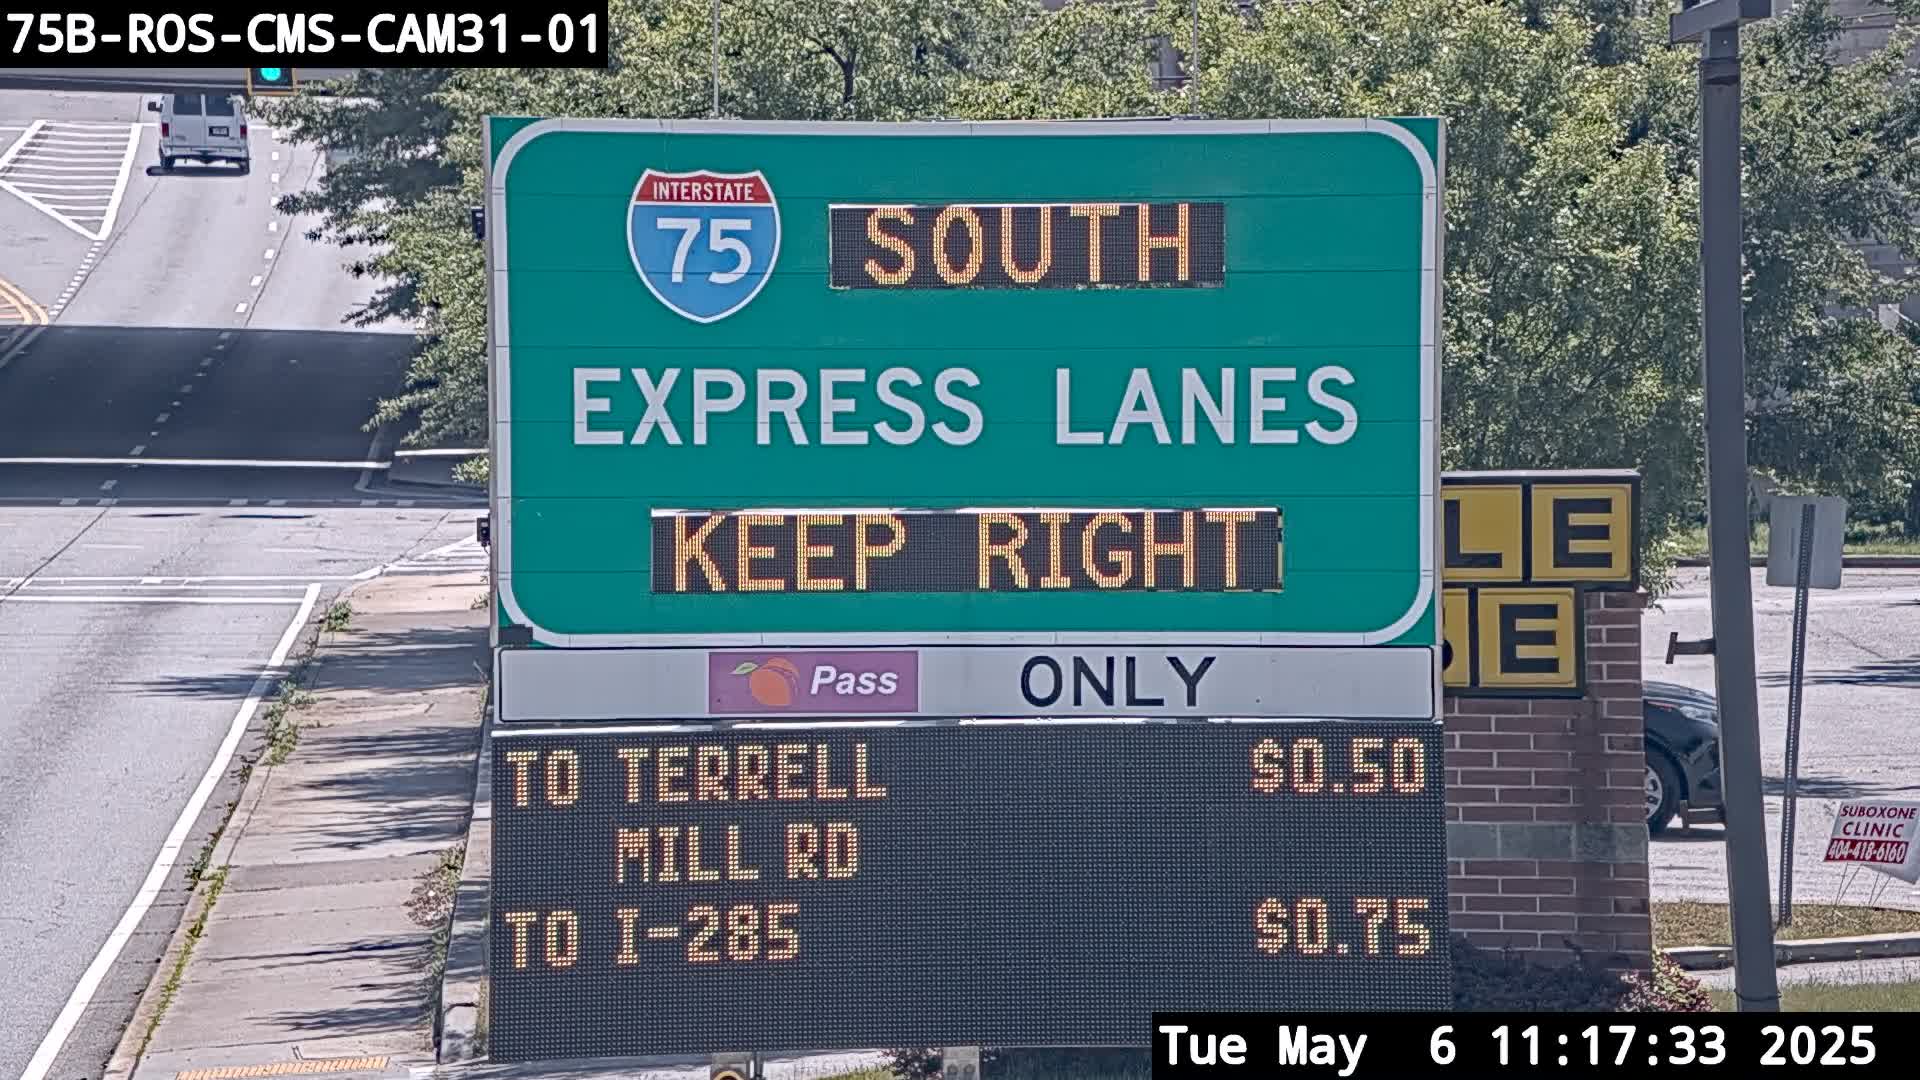 75B-ROS-CMS-CAM31-01
INTERSTATE
75
SOUTH
EXPRESS LANES
KEEP RIGHT
Pass ONLY
TO TERRELL $0.50
MILL RD
TO I-285 $0.75
LE
E
SUBOXONE
CLINIC
404-418-6160
Tue May 6 11:17:33 2025